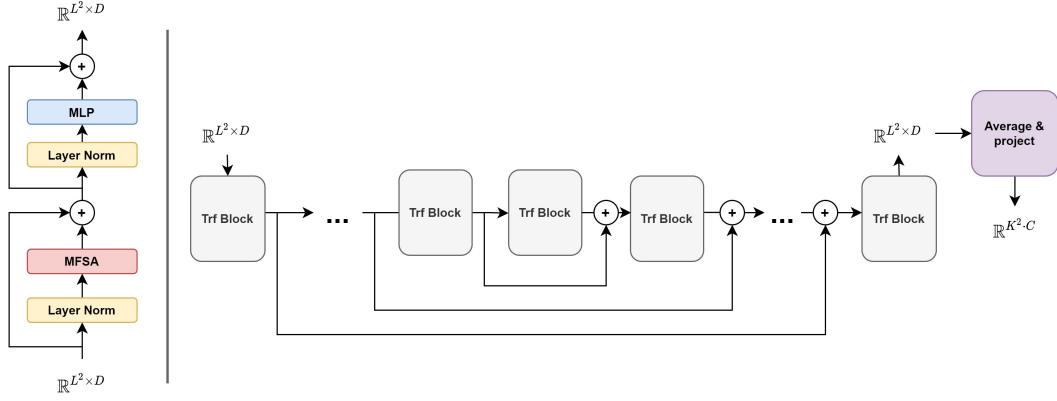 ℝ^{L²×D}
+
MLP
Layer Norm
+
MFSA
Layer Norm
ℝ^{L²×D}
ℝ^{L²×D}
Trf Block
...
Trf Block
Trf Block
+
Trf Block
+
...
+
Trf Block
ℝ^{L²×D}
Average &
project
ℝ^{K²·C}